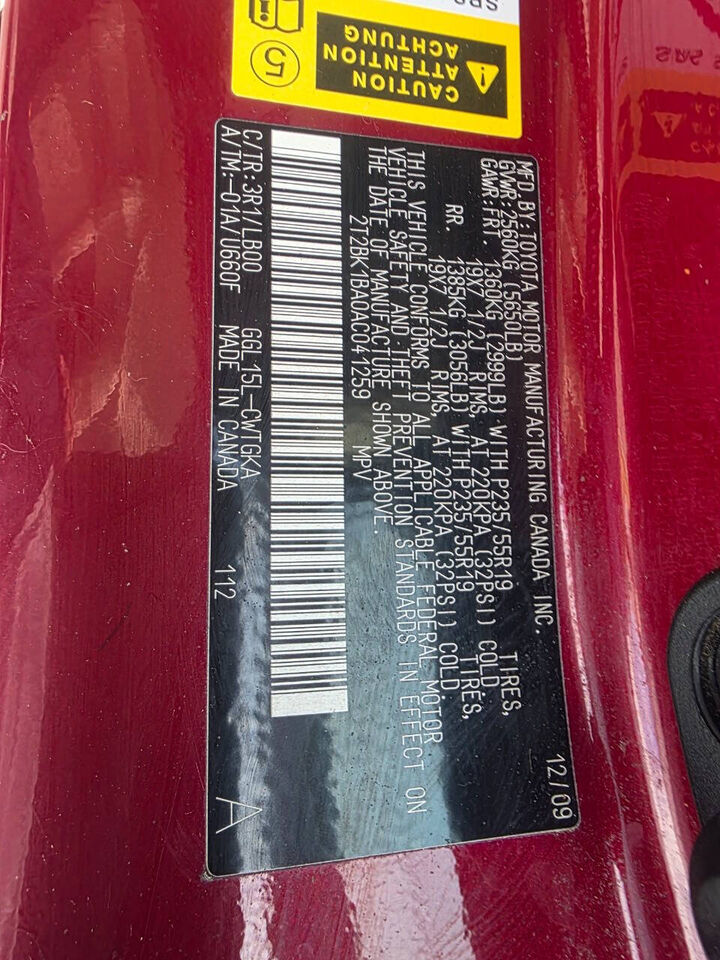 5
CAUTION
ATTENTION
ACHTUNG
MFD. BY: TOYOTA MOTOR MANUFACTURING CANADA INC. 12/09
GVWR: 2560KG (5650LB)
GAWR: FRT. 1360KG (2999LB) WITH P235/55R19 TIRES,
19X7 1/2J RIMS, AT 220KPA (32PSI) COLD
RR. 1385KG (3056LB) WITH P235/55R19 TIRES,
19X7 1/2J RIMS, AT 220KPA (32PSI) COLD.
THIS VEHICLE CONFORMS TO ALL APPLICABLE FEDERAL MOTOR
VEHICLE SAFETY AND THEFT PREVENTION STANDARDS IN EFFECT ON
THE DATE OF MANUFACTURE SHOWN ABOVE.
2T2BK1BA0AC041259 MPV
C/TR: 3R1/LB00 GGL15L-CWTGKA 112
A/TM: -01A/U660F MADE IN CANADA A